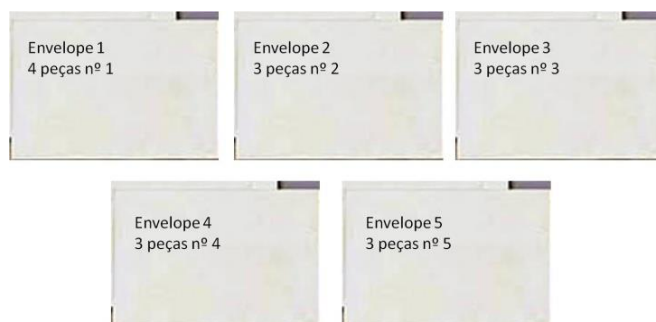 Envelope 1
4 peças nº 1
Envelope 2
3 peças nº 2
Envelope 3
3 peças nº 3
Envelope 4
3 peças nº 4
Envelope 5
3 peças nº 5